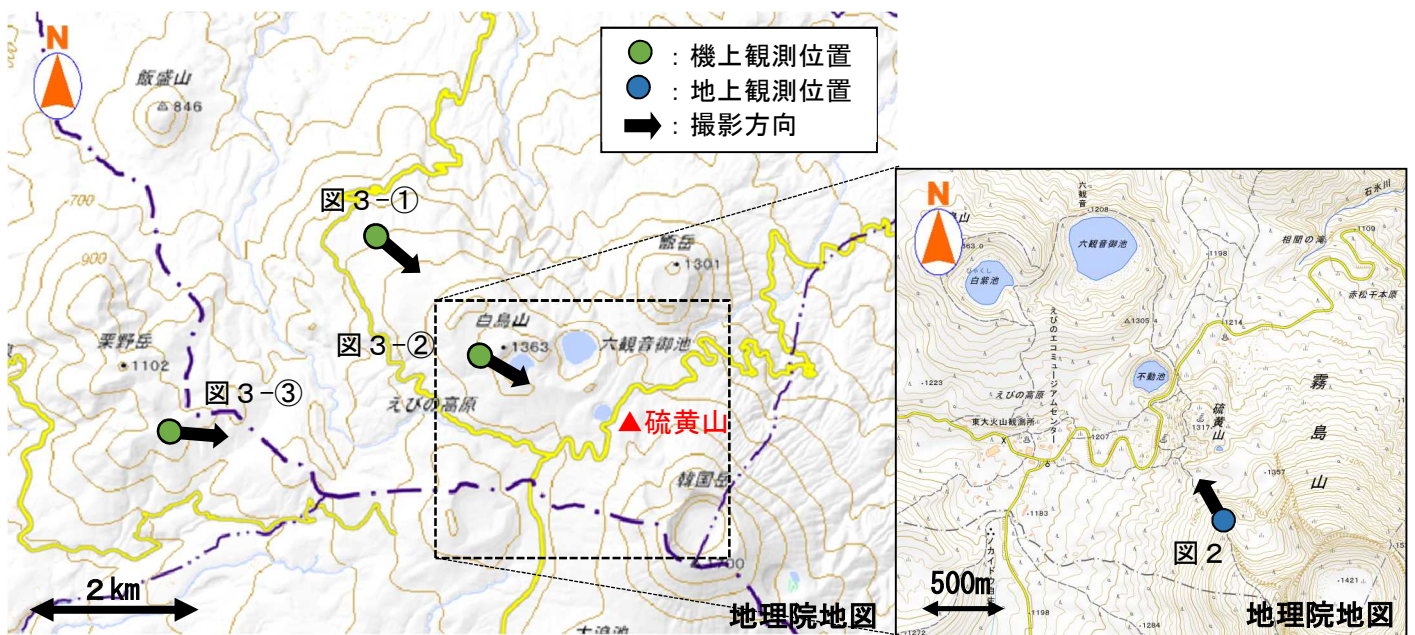 N
飯盛山
846
：機上観測位置
：地上観測位置
：撮影方向
700
図３-①
900
甑岳
1301
白鳥山
1363
図３-②
六観音御池
栗野岳
1102
図３-③
えびの高原
▲硫黄山
韓国岳
1700
2km
地理院地図
大浪池
N
六観音
1208
石氷川
1109
相聞の滝
六観音御池
1198
白紫池
びゃくし
赤松千本原
1214
1305.4
えびのエコミュージアムセンター
不動池
1223
えびの高原
東大火山観測所
1207
硫黄山
1317
霧島山
1357
1183
図２
500m
1421
1198
1284
1272
地理院地図